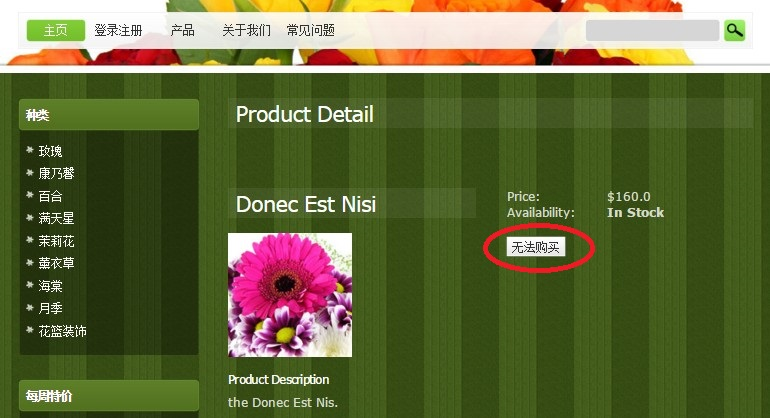 主页 登录注册 产品 关于我们 常见问题
种类
玫瑰
康乃馨
百合
满天星
茉莉花
薰衣草
海棠
月季
花篮装饰
每周特价
Product Detail
Donec Est Nisi
Price: $160.0
Availability: In Stock
无法购买
Product Description
the Donec Est Nis.